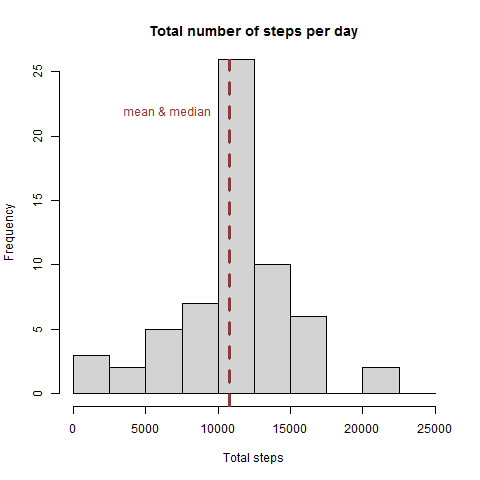 Total number of steps per day
mean & median
Frequency
25
20
15
10
5
0
0 5000 10000 15000 20000 25000
Total steps